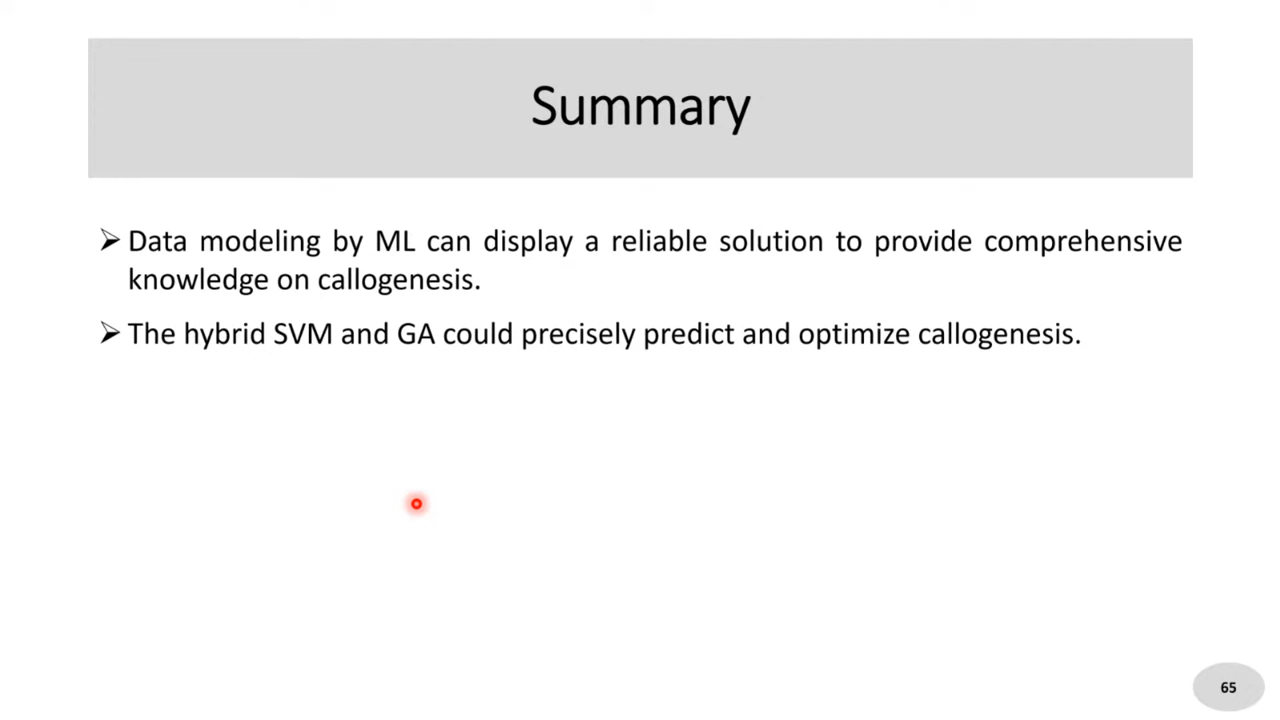 Summary
➢ Data modeling by ML can display a reliable solution to provide comprehensive
knowledge on callogenesis.
➢ The hybrid SVM and GA could precisely predict and optimize callogenesis.
65